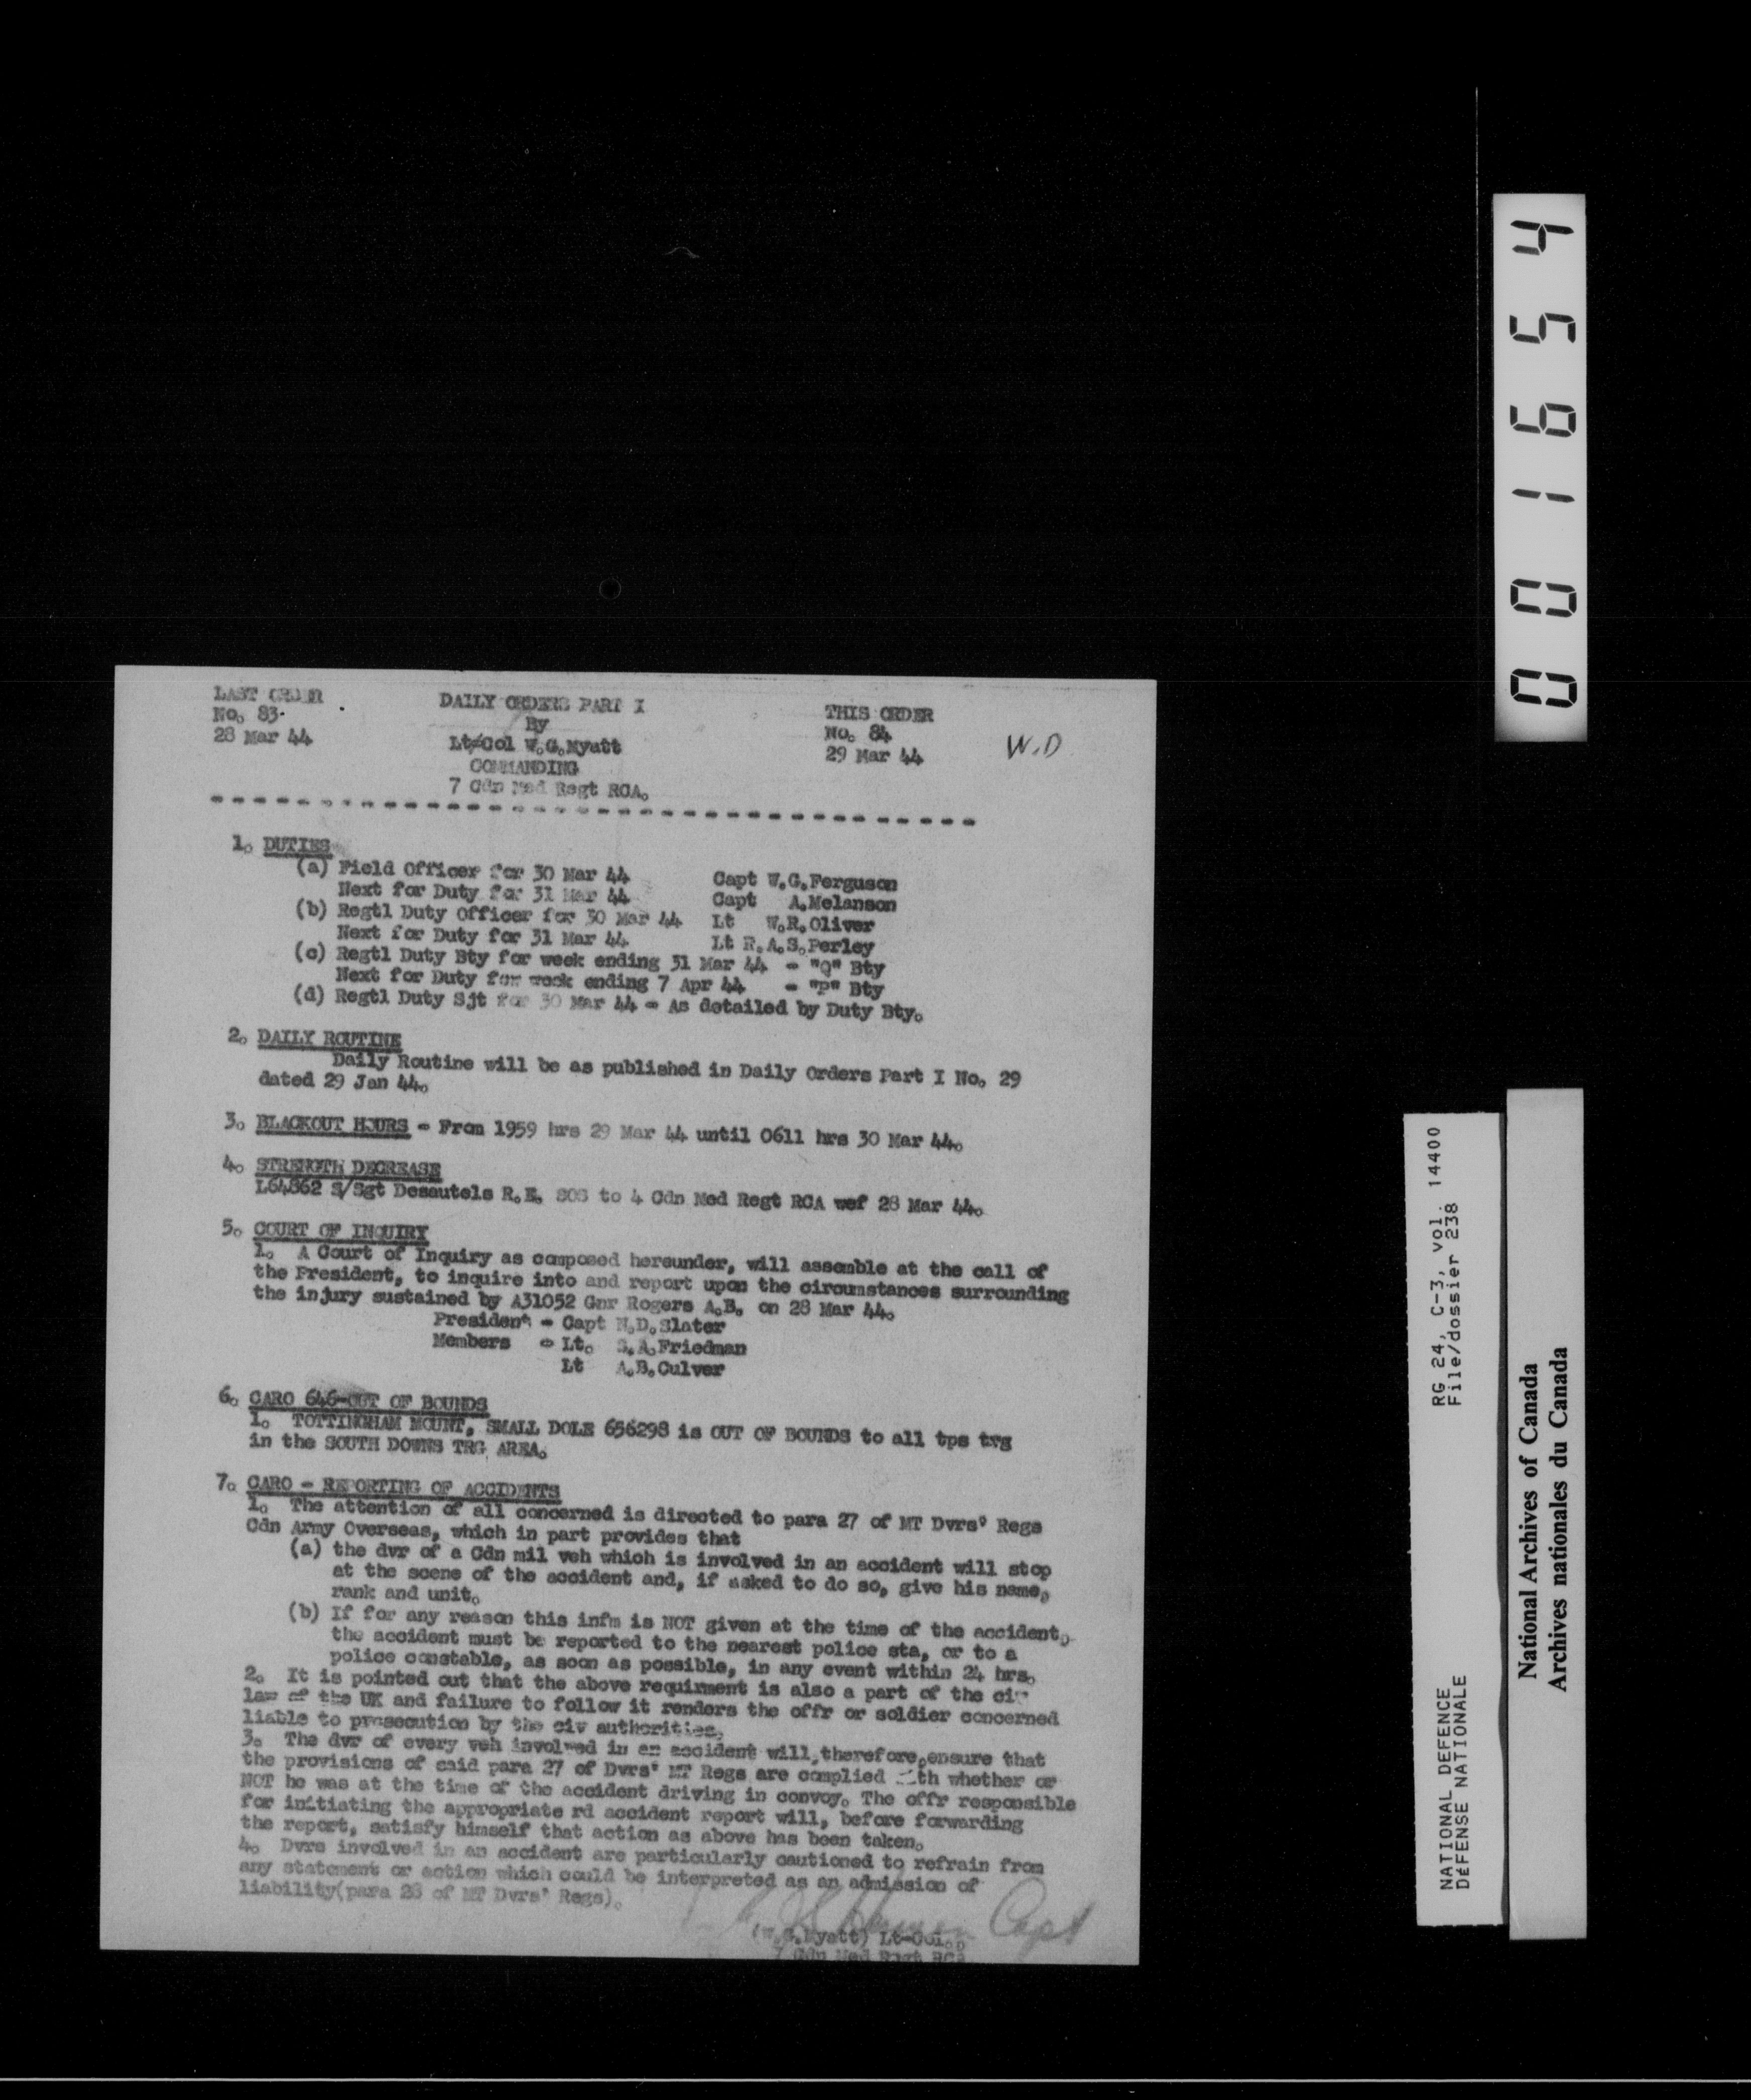 LAST ORDER
No. 83.
28 Mar 44
DAILY ORDERS PART I
By
Lt-Col W.G.Myatt
COMMANDING
7 Cdn Med Regt RCA.
THIS ORDER
No. 84
29 Mar 44
W.D
1. DUTIES
(a) Field Officer for 30 Mar 44 Capt W.G.Ferguson
Next for Duty for 31 Mar 44 Capt A.Melanson
(b) Regtl Duty Officer for 30 Mar 44 Lt W.R.Oliver
Next for Duty for 31 Mar 44 Lt R.A.S.Perley
(c) Regtl Duty Bty for week ending 31 Mar 44 - "Q" Bty
Next for Duty for week ending 7 Apr 44 - "P" Bty
(d) Regtl Duty Sjt for 30 Mar 44 - As detailed by Duty Bty.
2. DAILY ROUTINE
Daily Routine will be as published in Daily Orders Part I No. 29
dated 29 Jan 44.
3. BLACKOUT HOURS - From 1959 hrs 29 Mar 44 until 0611 hrs 30 Mar 44.
4. STRENGTH DECREASE
L64862 S/Sgt Desautels R.E. SOS to 4 Cdn Med Regt RCA wef 28 Mar 44.
5. COURT OF INQUIRY
1. A Court of Inquiry as composed hereunder, will assemble at the call of
the President, to inquire into and report upon the circumstances surrounding
the injury sustained by A31052 Gnr Rogers A.B. on 28 Mar 44.
President - Capt N.D.Slater
Members - Lt. S.A.Friedman
Lt A.B.Culver
6. CARO 646-OUT OF BOUNDS
1. TOTTINGHAM MOUNT, SMALL DOLE 656298 is OUT OF BOUNDS to all tps trg
in the SOUTH DOWNS TRG AREA.
7. CARO - REPORTING OF ACCIDENTS
1. The attention of all concerned is directed to para 27 of MT Dvrs' Regs
Cdn Army Overseas, which in part provides that
(a) the dvr of a Cdn mil veh which is involved in an accident will stop
at the scene of the accident and, if asked to do so, give his name,
rank and unit.
(b) If for any reason this infm is NOT given at the time of the accident,
the accident must be reported to the nearest police sta, or to a
police constable, as soon as possible, in any event within 24 hrs.
2. It is pointed out that the above requirment is also a part of the civ
law of the UK and failure to follow it renders the offr or soldier concerned
liable to prosecution by the civ authorities.
3. The dvr of every veh involved in an accident will,therefore,ensure that
the provisions of said para 27 of Dvrs' MT Regs are complied with whether or
NOT he was at the time of the accident driving in convoy. The offr responsible
for initiating the appropriate rd accident report will, before forwarding
the report, satisfy himself that action as above has been taken.
4. Dvrs involved in an accident are particularly cautioned to refrain from
any statement or action which could be interpreted as an admission of
liability(para 28 of MT Dvrs' Regs).
Capt
(W.G.Myatt) Lt-Col.,
7 Cdn Med Regt RCA
001654
RG 24, C-3, vol. 14400
File/dossier 238
NATIONAL DEFENCE
DÉFENSE NATIONALE
National Archives of Canada
Archives nationales du Canada